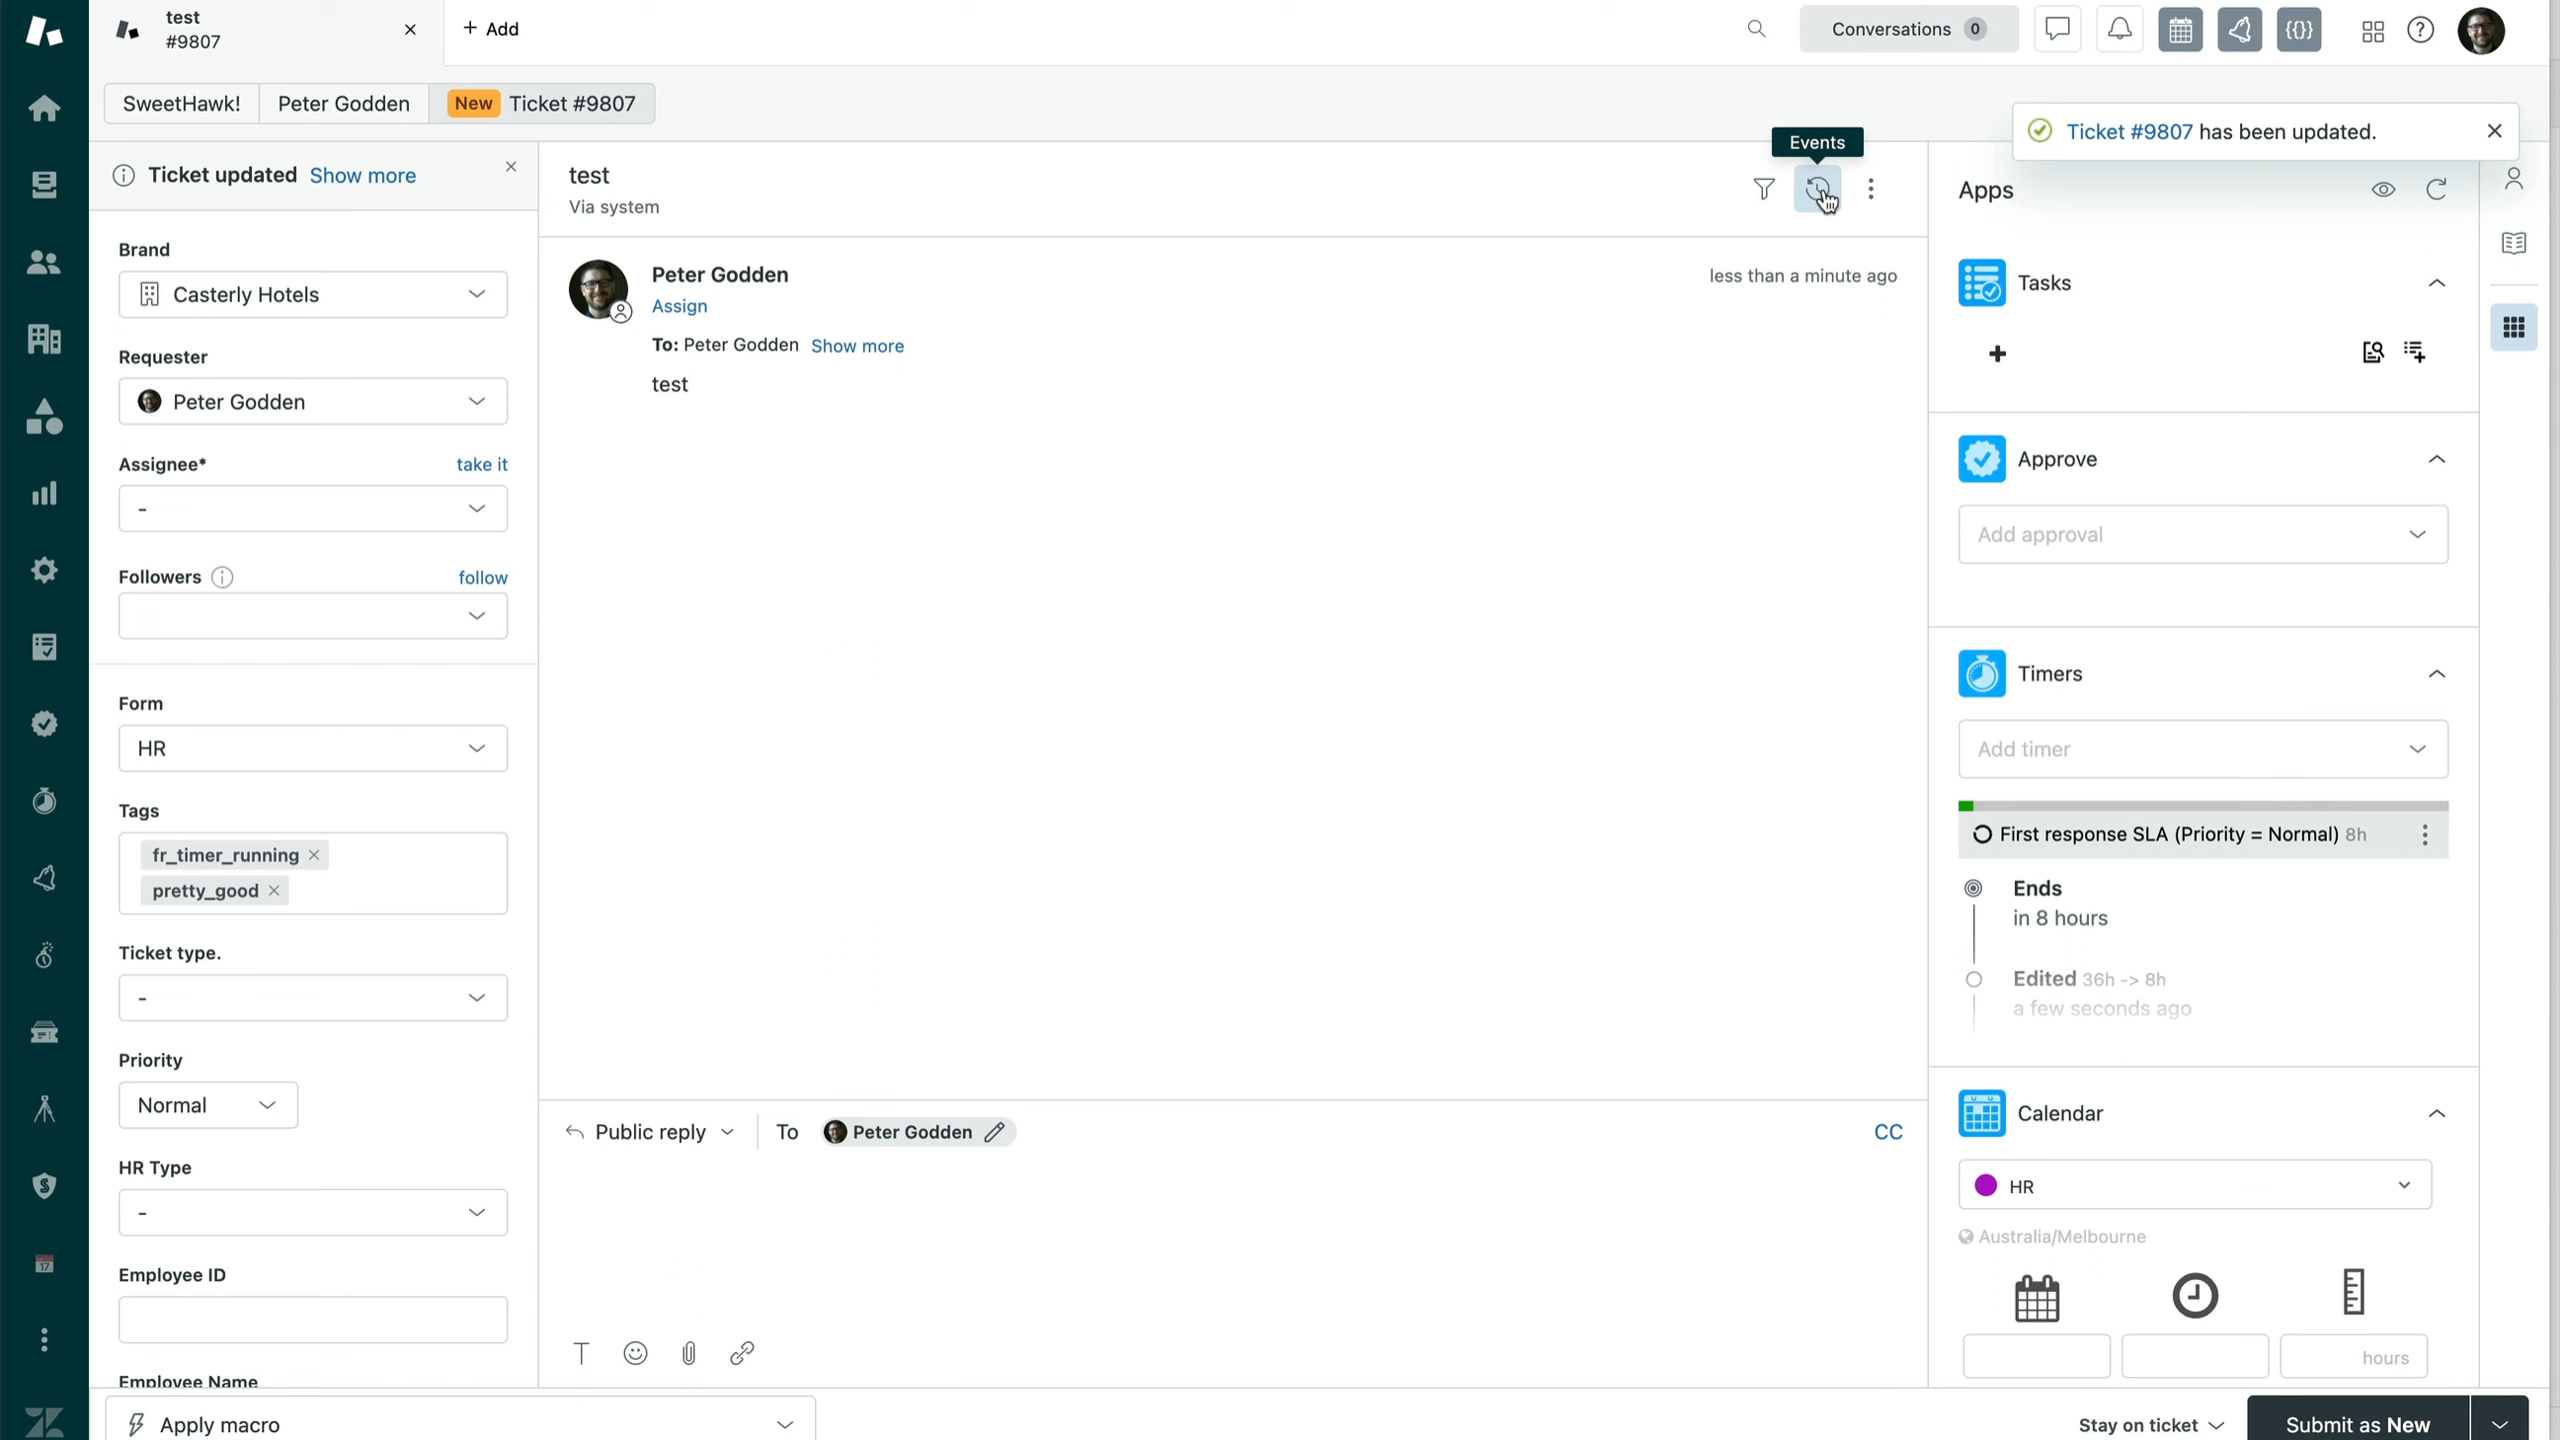 test
#9807
+ Add
Conversations 0
SweetHawk!
Peter Godden
New Ticket #9807
Ticket #9807 has been updated.
Events
Ticket updated Show more
Brand
Casterly Hotels
Requester
Peter Godden
Assignee* take it
-
Followers follow
Form
HR
Tags
fr_timer_running
pretty_good
Ticket type.
-
Priority
Normal
HR Type
-
Employee ID
Employee Name
test
Via system
Peter Godden less than a minute ago
Assign
To: Peter Godden Show more
test
Public reply To Peter Godden CC
Apps
Tasks
Approve
Add approval
Timers
Add timer
First response SLA (Priority = Normal) 8h
Ends
in 8 hours
Edited 36h -> 8h
a few seconds ago
Calendar
HR
Australia/Melbourne
hours
17
Apply macro
Stay on ticket
Submit as New